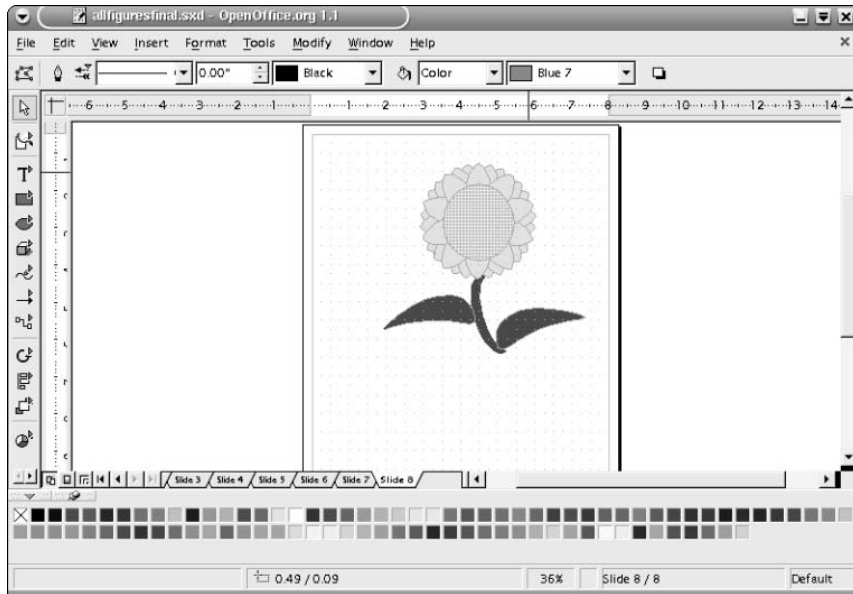 allfiguresfinal.sxd - OpenOffice.org 1.1
File Edit View Insert Format Tools Modify Window Help
0.00" Black Color Blue 7
6 5 4 3 2 1 1 2 3 4 5 6 7 8 9 10 11 12 13 14
T
Slide 3 Slide 4 Slide 5 Slide 6 Slide 7 Slide 8
0.49 / 0.09 36% Slide 8 / 8 Default